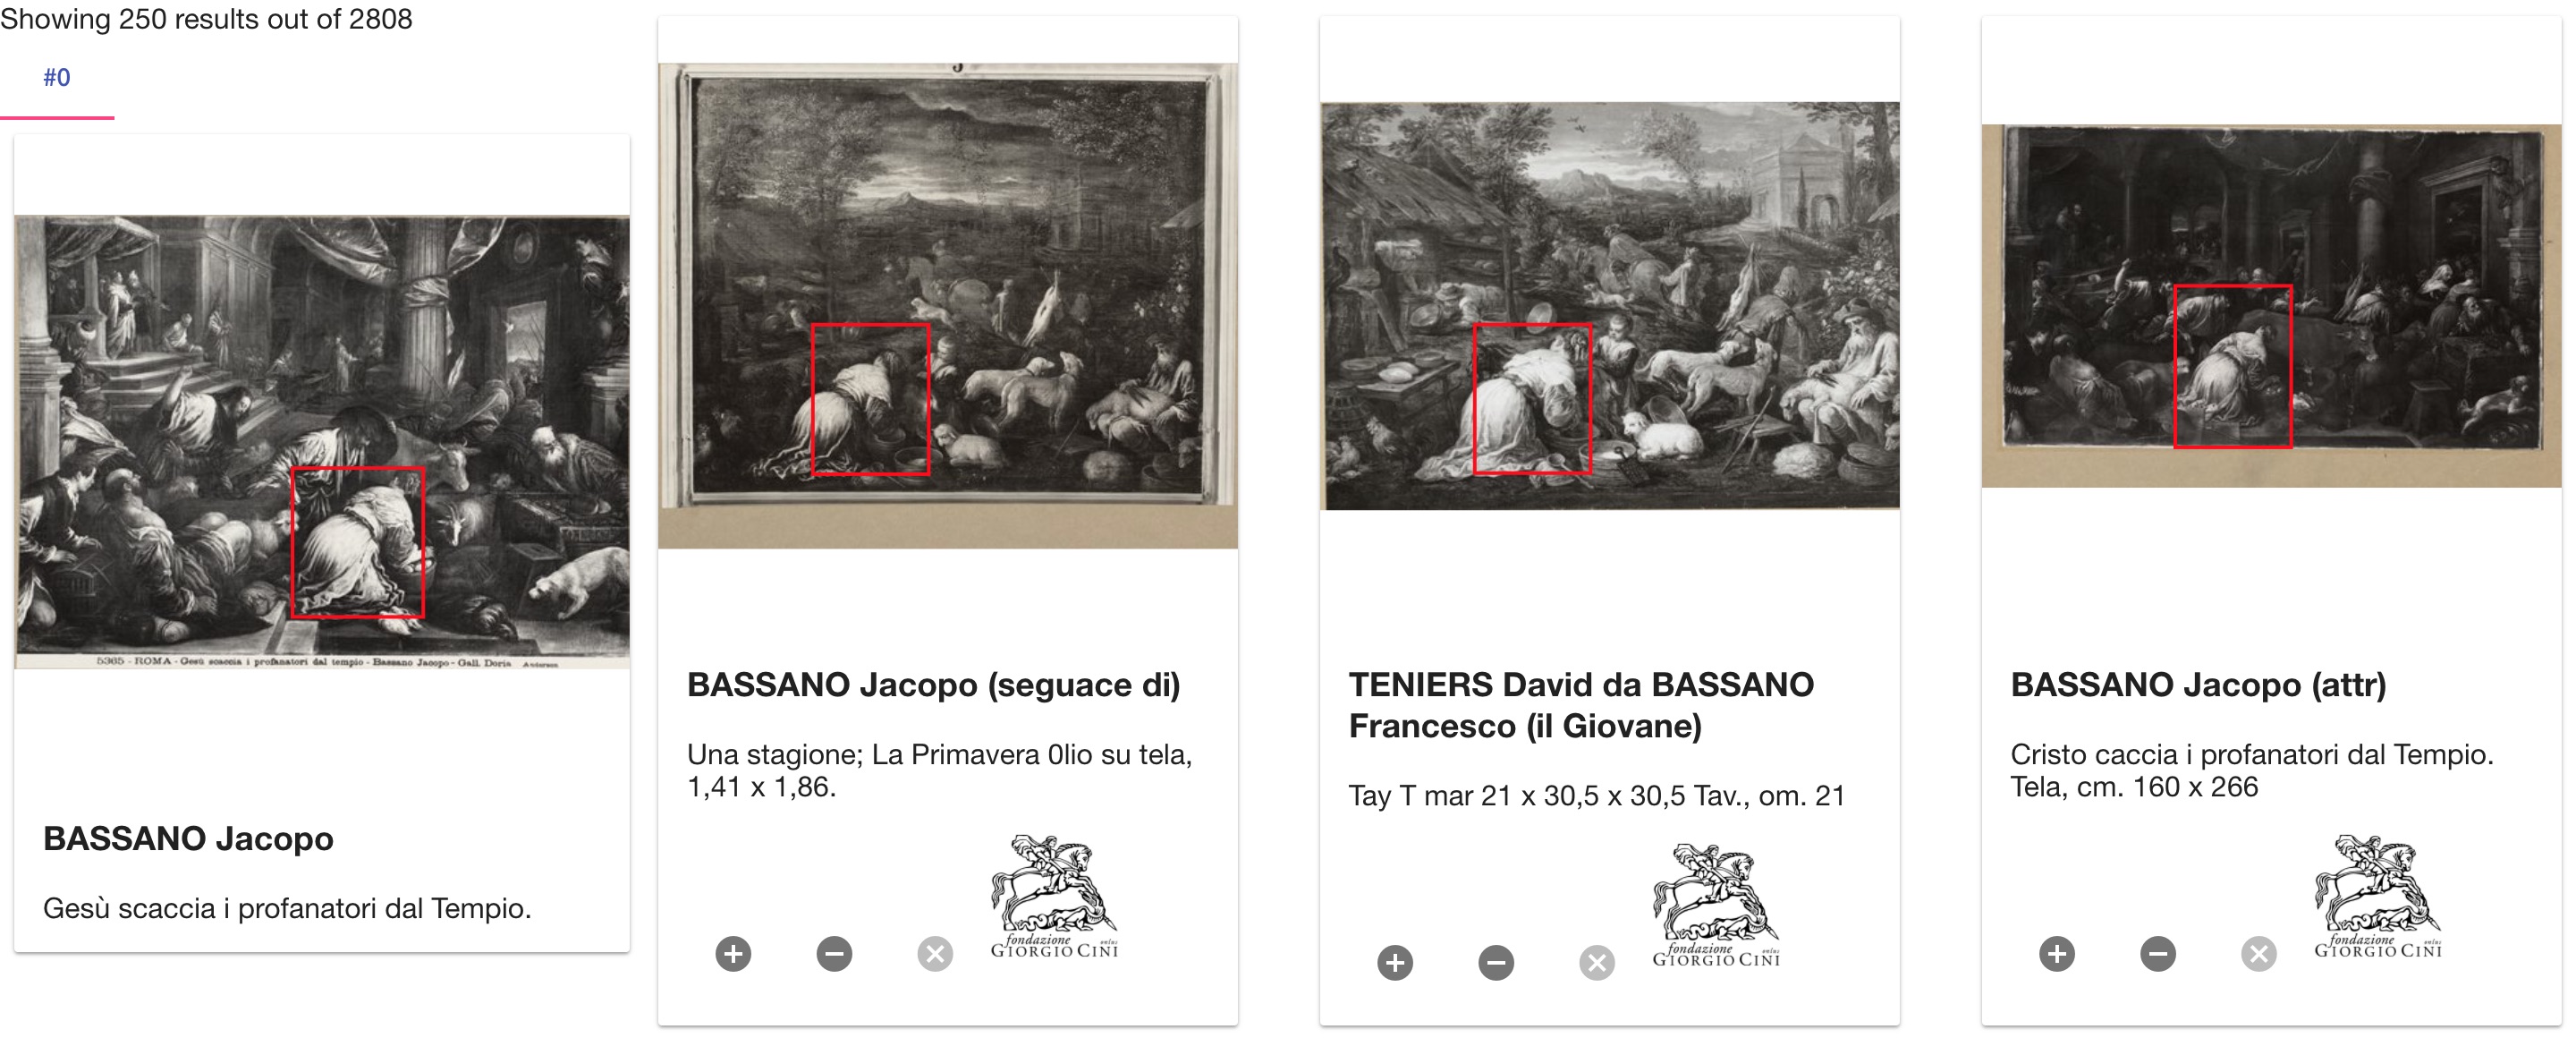 Showing 250 results out of 2808
#0
5365 - ROMA - Gesù scaccia i profanatori dal tempio - Bassano Jacopo - Gall. Doria Anderson
BASSANO Jacopo
Gesù scaccia i profanatori dal Tempio.
BASSANO Jacopo (seguace di)
Una stagione; La Primavera 0lio su tela,
1,41 x 1,86.
fondazione onlus
GIORGIO CINI
TENIERS David da BASSANO
Francesco (il Giovane)
Tay T mar 21 x 30,5 x 30,5 Tav., om. 21
fondazione onlus
GIORGIO CINI
BASSANO Jacopo (attr)
Cristo caccia i profanatori dal Tempio.
Tela, cm. 160 x 266
fondazione onlus
GIORGIO CINI